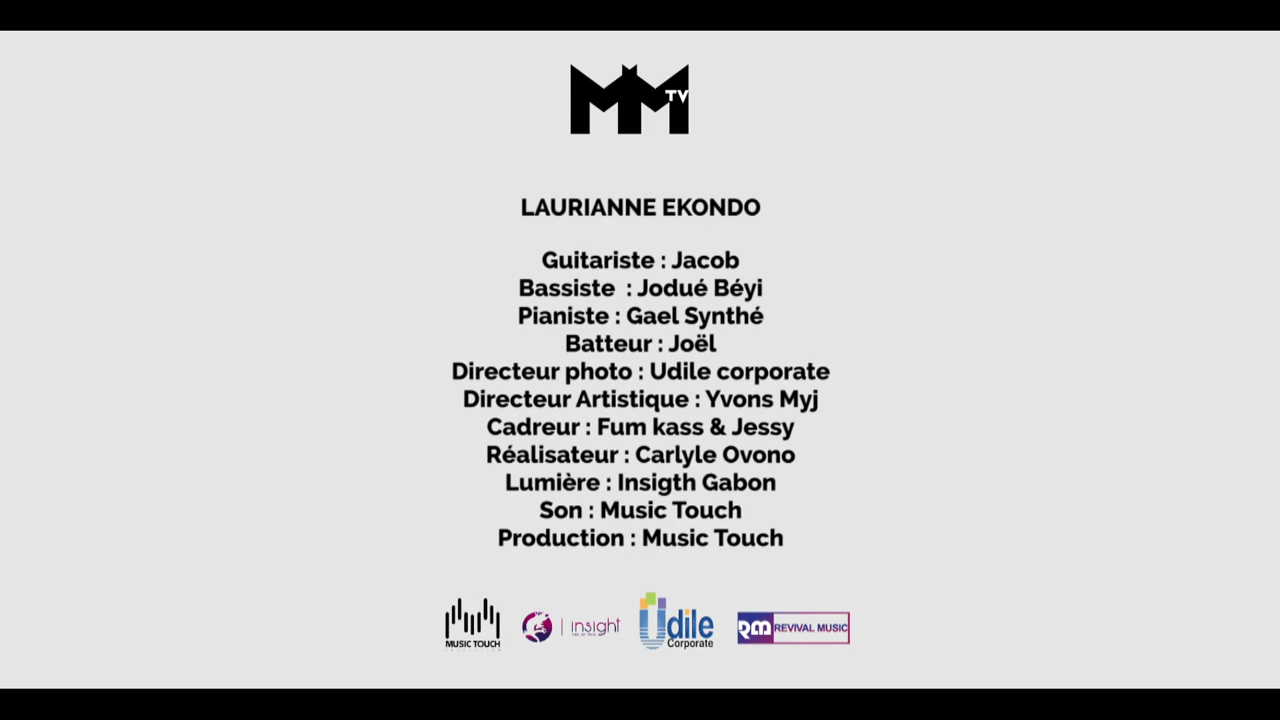 MM TV
LAURIANNE EKONDO
Guitariste : Jacob
Bassiste : Jodué Béyi
Pianiste : Gael Synthé
Batteur : Joël
Directeur photo : Udile corporate
Directeur Artistique : Yvons Myj
Cadreur : Fum kass & Jessy
Réalisateur : Carlyle Ovono
Lumière : Insigth Gabon
Son : Music Touch
Production : Music Touch
MUSIC TOUCH
insight
Udile
Corporate
RM REVIVAL MUSIC